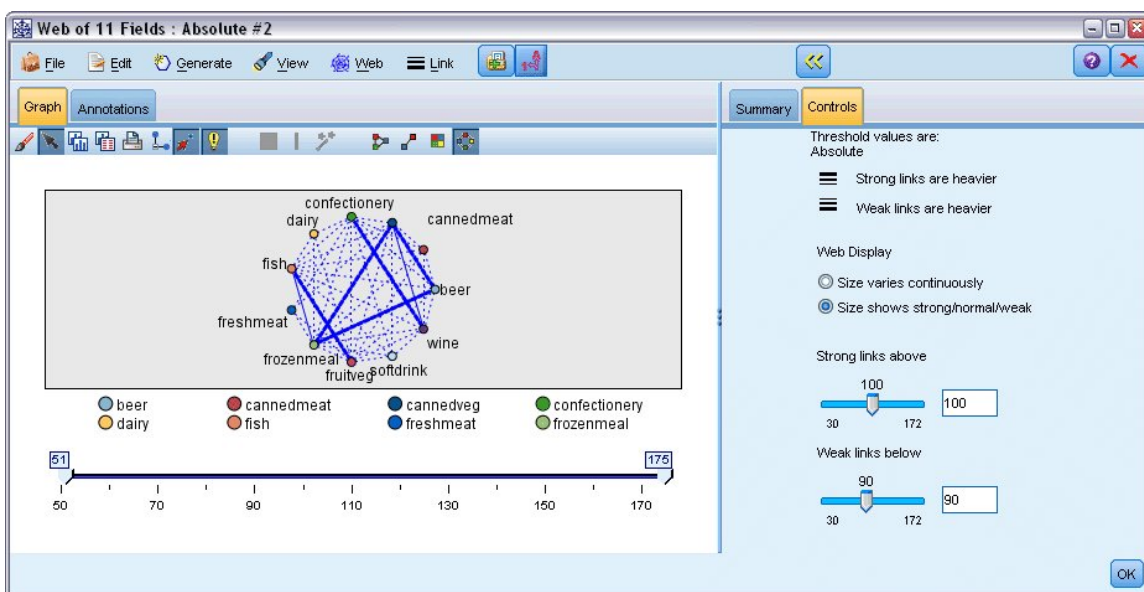 Web of 11 Fields : Absolute #2
File Edit Generate View Web Link
Graph Annotations
Summary Controls
Threshold values are:
Absolute
Strong links are heavier
Weak links are heavier
Web Display
Size varies continuously
Size shows strong/normal/weak
Strong links above
100
100
30 172
Weak links below
90
90
30 172
OK
confectionery
dairy
cannedmeat
fish
beer
freshmeat
wine
frozenmeal
softdrink
fruitveg
beer cannedmeat cannedveg confectionery
dairy fish freshmeat frozenmeal
51 175
50 70 90 110 130 150 170